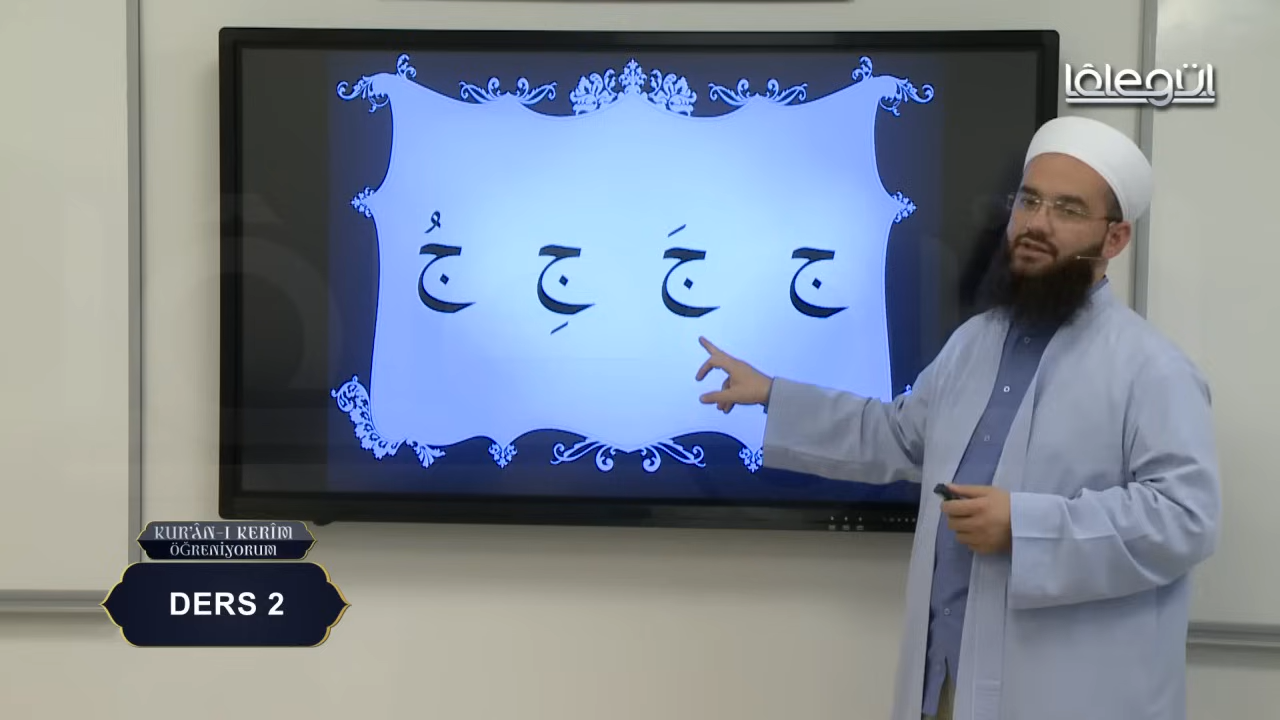 lâlegül
ج جَ جِ جُ
KUR'ÂN-I KERÎM
ÖĞRENİYORUM
DERS 2